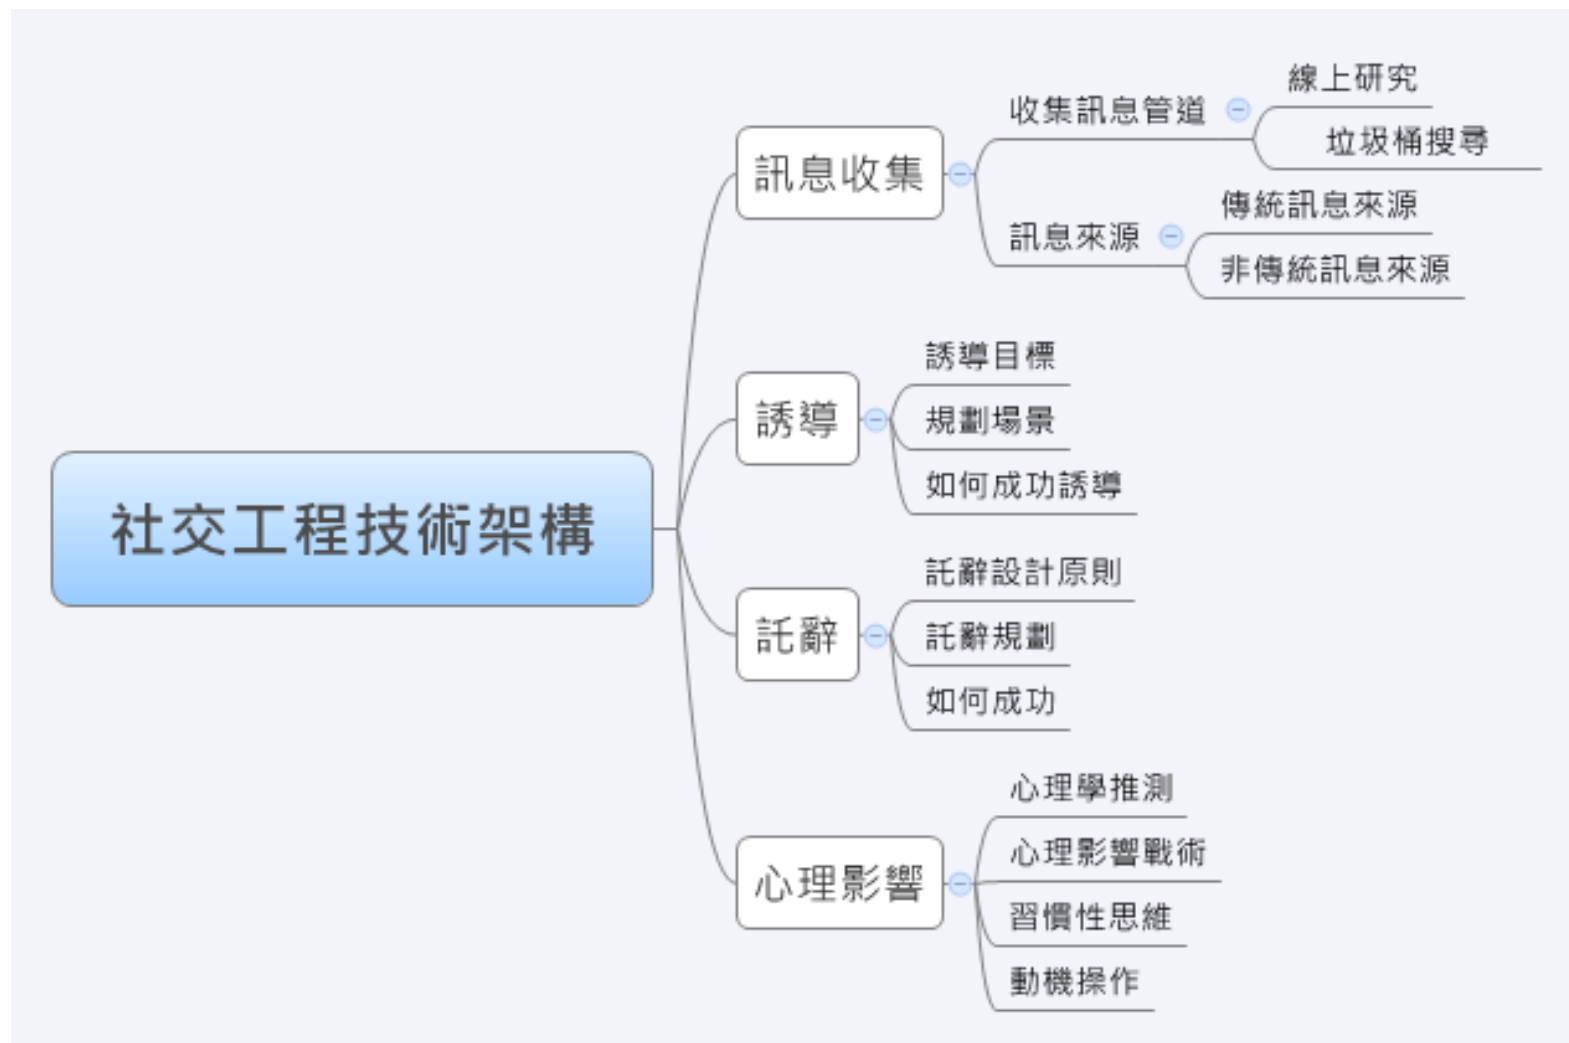 社交工程技術架構
訊息收集
收集訊息管道
線上研究
垃圾桶搜尋
訊息來源
傳統訊息來源
非傳統訊息來源
誘導
誘導目標
規劃場景
如何成功誘導
託辭
託辭設計原則
託辭規劃
如何成功
心理影響
心理學推測
心理影響戰術
習慣性思維
動機操作